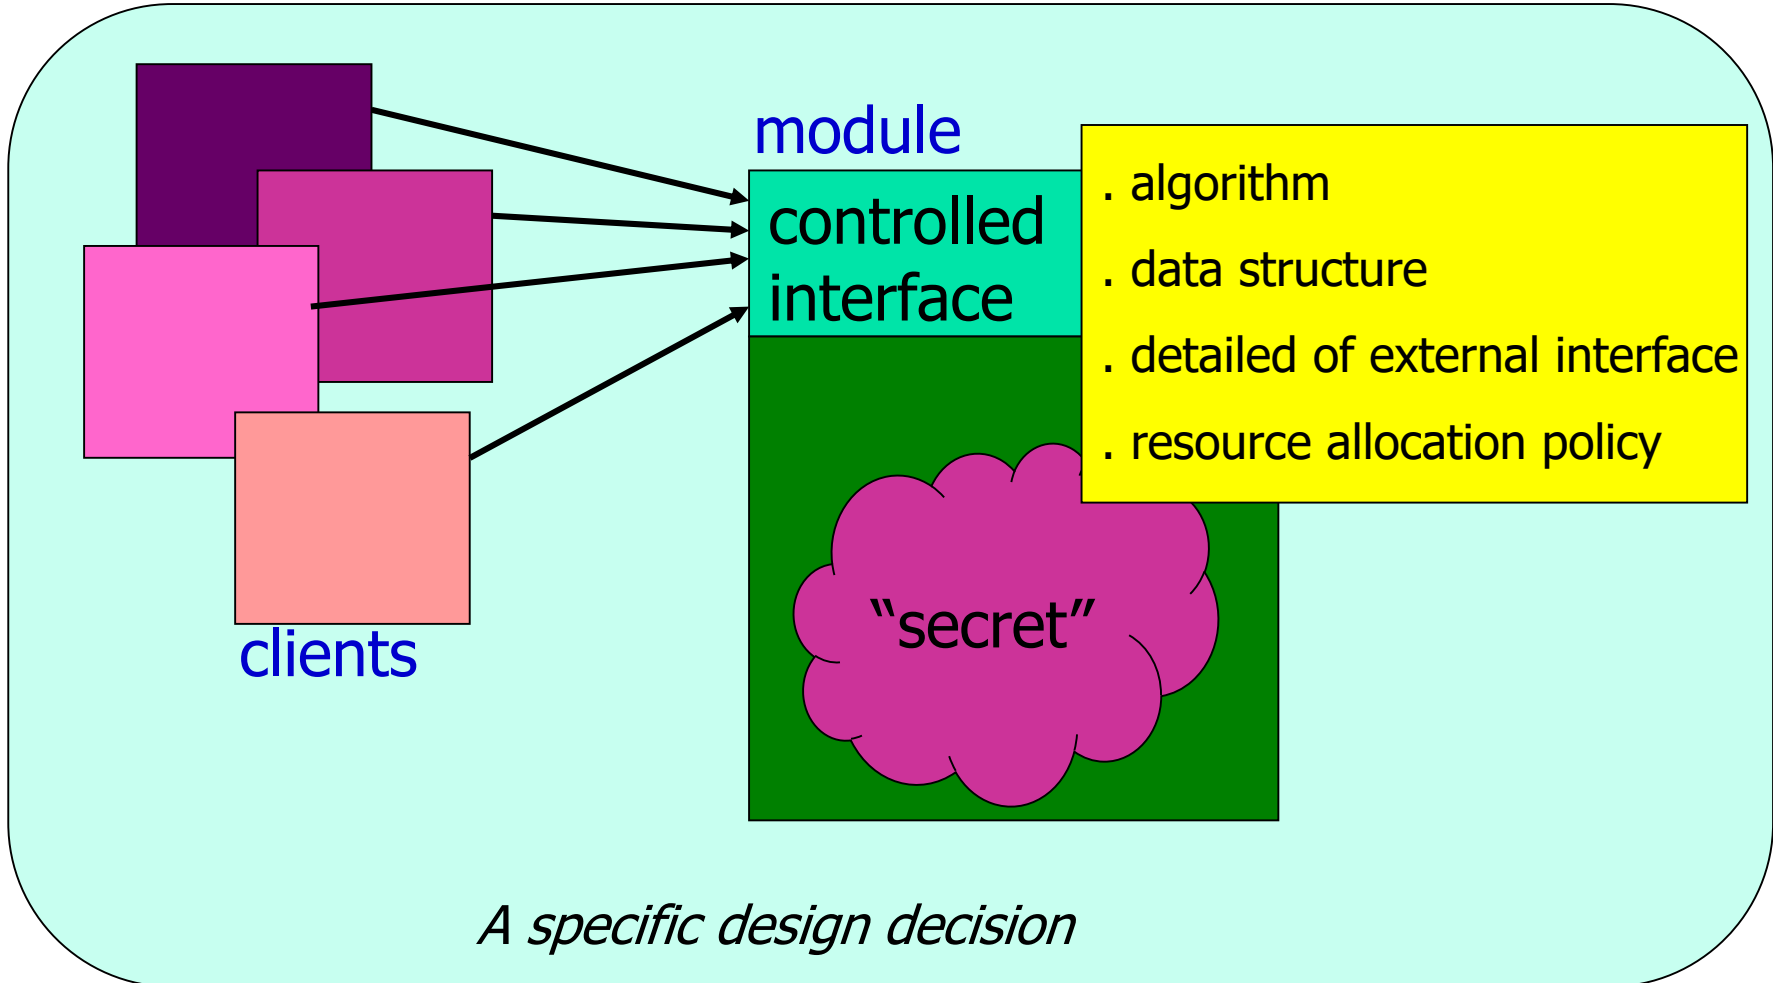 module
controlled
interface
. algorithm
. data structure
. detailed of external interface
. resource allocation policy
“secret”
clients
A specific design decision